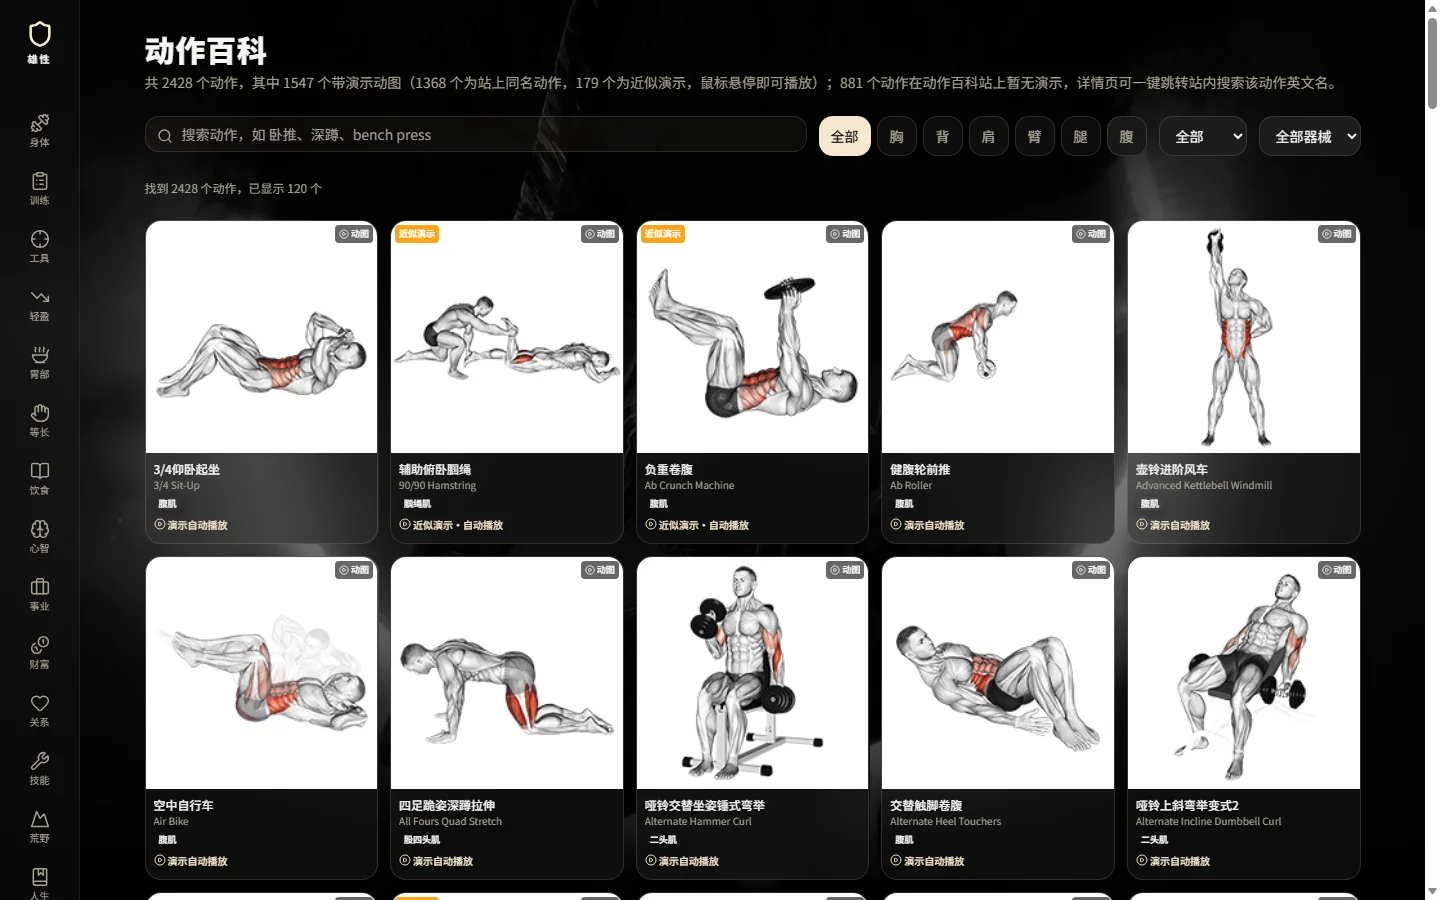 雄性
身体
训练
工具
轻盈
胃部
等长
饮食
心智
事业
财富
关系
技能
荒野
人生
动作百科
共 2428 个动作，其中 1547 个带演示动图（1368 个为站上同名动作，179 个为近似演示，鼠标悬停即可播放）；881 个动作在动作百科站上暂无演示，详情页可一键跳转站内搜索该动作英文名。
搜索动作，如 卧推、深蹲、bench press
全部 胸 背 肩 臂 腿 腹 全部 全部器械
找到 2428 个动作，已显示 120 个
动图
3/4仰卧起坐
3/4 Sit-Up
腹肌
演示自动播放
近似演示 动图
辅助俯卧腘绳
90/90 Hamstring
腘绳肌
近似演示・自动播放
近似演示 动图
负重卷腹
Ab Crunch Machine
腹肌
近似演示・自动播放
动图
健腹轮前推
Ab Roller
腹肌
演示自动播放
动图
壶铃进阶风车
Advanced Kettlebell Windmill
腹肌
演示自动播放
动图
空中自行车
Air Bike
腹肌
演示自动播放
动图
四足跪姿深蹲拉伸
All Fours Quad Stretch
股四头肌
演示自动播放
动图
哑铃交替坐姿锤式弯举
Alternate Hammer Curl
二头肌
演示自动播放
动图
交替触脚卷腹
Alternate Heel Touchers
腹肌
演示自动播放
动图
哑铃上斜弯举变式2
Alternate Incline Dumbbell Curl
二头肌
演示自动播放